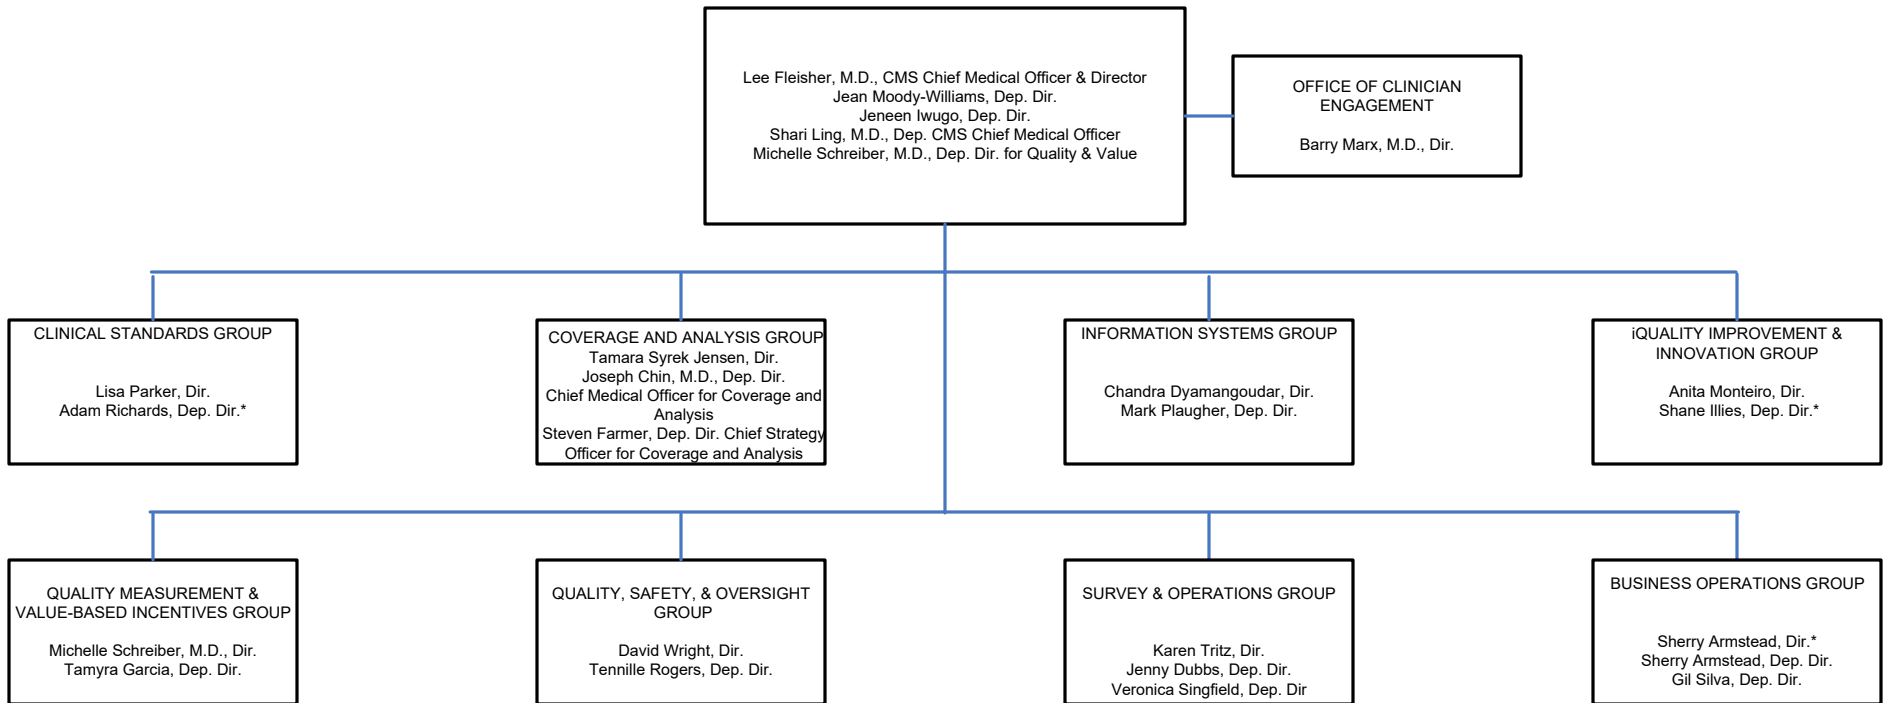 Lee Fleisher, M.D., CMS Chief Medical Officer & Director
Jean Moody-Williams, Dep. Dir.
Jeneen Iwugo, Dep. Dir.
Shari Ling, M.D., Dep. CMS Chief Medical Officer
Michelle Schreiber, M.D., Dep. Dir. for Quality & Value
OFFICE OF CLINICIAN
ENGAGEMENT
Barry Marx, M.D., Dir.
CLINICAL STANDARDS GROUP
Lisa Parker, Dir.
Adam Richards, Dep. Dir.*
COVERAGE AND ANALYSIS GROUP
Tamara Syrek Jensen, Dir.
Joseph Chin, M.D., Dep. Dir.
Chief Medical Officer for Coverage and
Analysis
Steven Farmer, Dep. Dir. Chief Strategy
Officer for Coverage and Analysis
INFORMATION SYSTEMS GROUP
Chandra Dyamangoudar, Dir.
Mark Plaugher, Dep. Dir.
iQUALITY IMPROVEMENT &
INNOVATION GROUP
Anita Monteiro, Dir.
Shane Illies, Dep. Dir.*
QUALITY MEASUREMENT &
VALUE-BASED INCENTIVES GROUP
Michelle Schreiber, M.D., Dir.
Tamyra Garcia, Dep. Dir.
QUALITY, SAFETY, & OVERSIGHT
GROUP
David Wright, Dir.
Tennille Rogers, Dep. Dir.
SURVEY & OPERATIONS GROUP
Karen Tritz, Dir.
Jenny Dubbs, Dep. Dir.
Veronica Singfield, Dep. Dir
BUSINESS OPERATIONS GROUP
Sherry Armstead, Dir.*
Sherry Armstead, Dep. Dir.
Gil Silva, Dep. Dir.